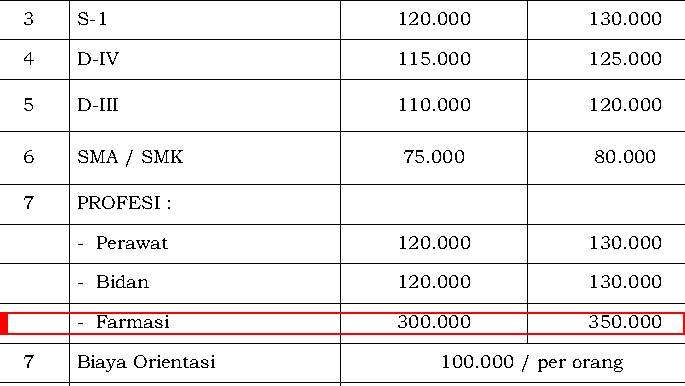 3 S-1 120.000 130.000
4 D-IV 115.000 125.000
5 D-III 110.000 120.000
6 SMA / SMK 75.000 80.000
7 PROFESI :
- Perawat 120.000 130.000
- Bidan 120.000 130.000
- Farmasi 300.000 350.000
7 Biaya Orientasi 100.000 / per orang